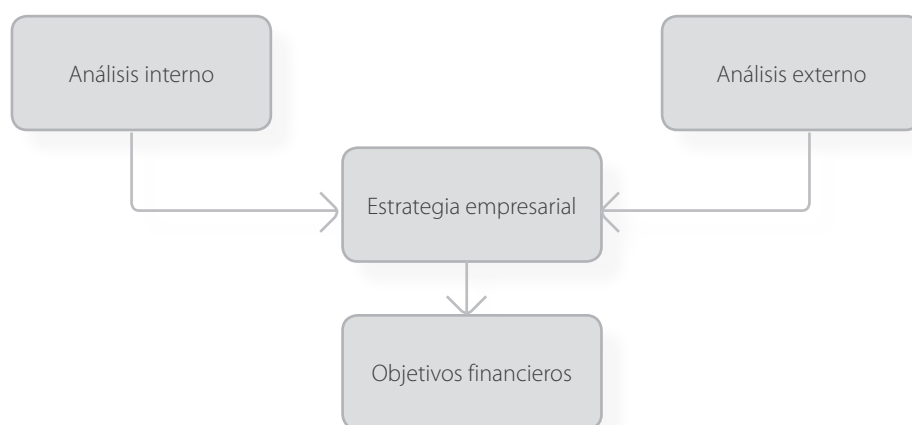 Análisis interno
Análisis externo
Estrategia empresarial
Objetivos financieros